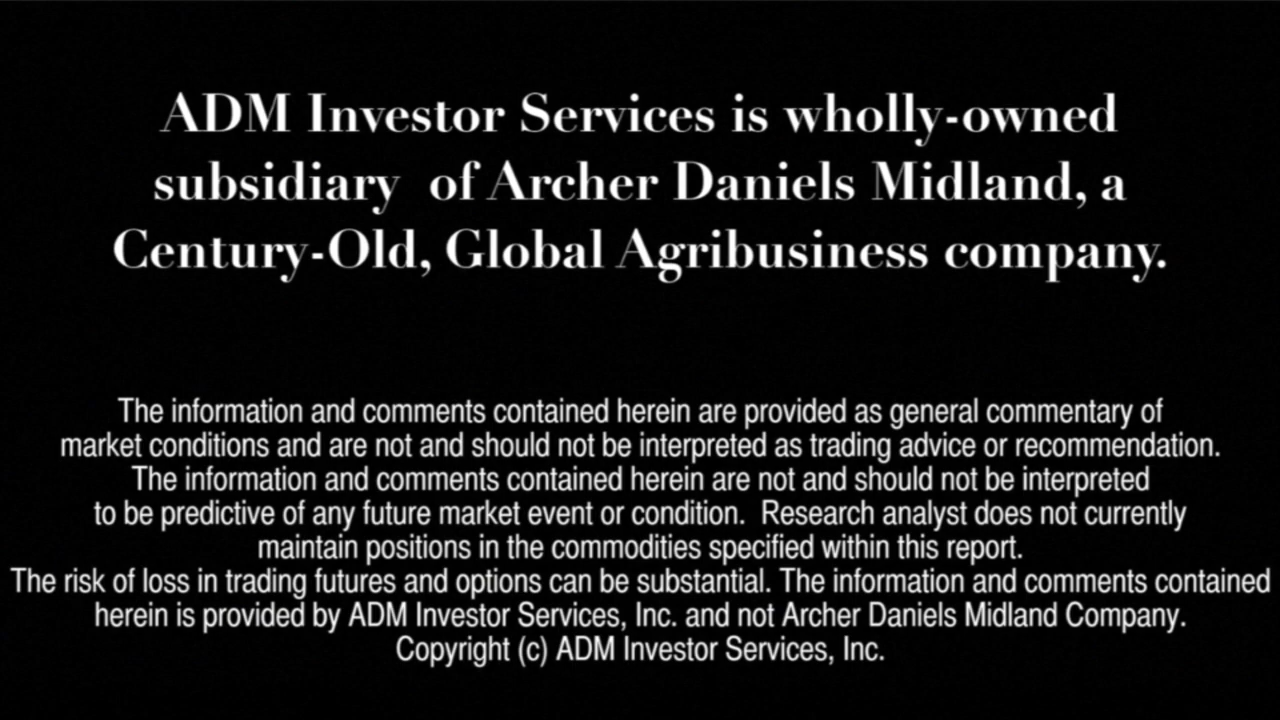 ADM Investor Services is wholly-owned
subsidiary of Archer Daniels Midland, a
Century-Old, Global Agribusiness company.
The information and comments contained herein are provided as general commentary of
market conditions and are not and should not be interpreted as trading advice or recommendation.
The information and comments contained herein are not and should not be interpreted
to be predictive of any future market event or condition. Research analyst does not currently
maintain positions in the commodities specified within this report.
The risk of loss in trading futures and options can be substantial. The information and comments contained
herein is provided by ADM Investor Services, Inc. and not Archer Daniels Midland Company.
Copyright (c) ADM Investor Services, Inc.